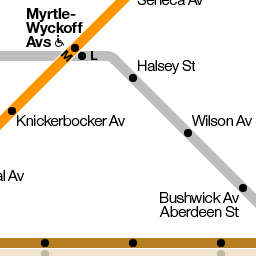 Seneca Av
Myrtle-
Wyckoff
Avs
M
L
Halsey St
Knickerbocker Av
Wilson Av
al Av
Bushwick Av
Aberdeen St